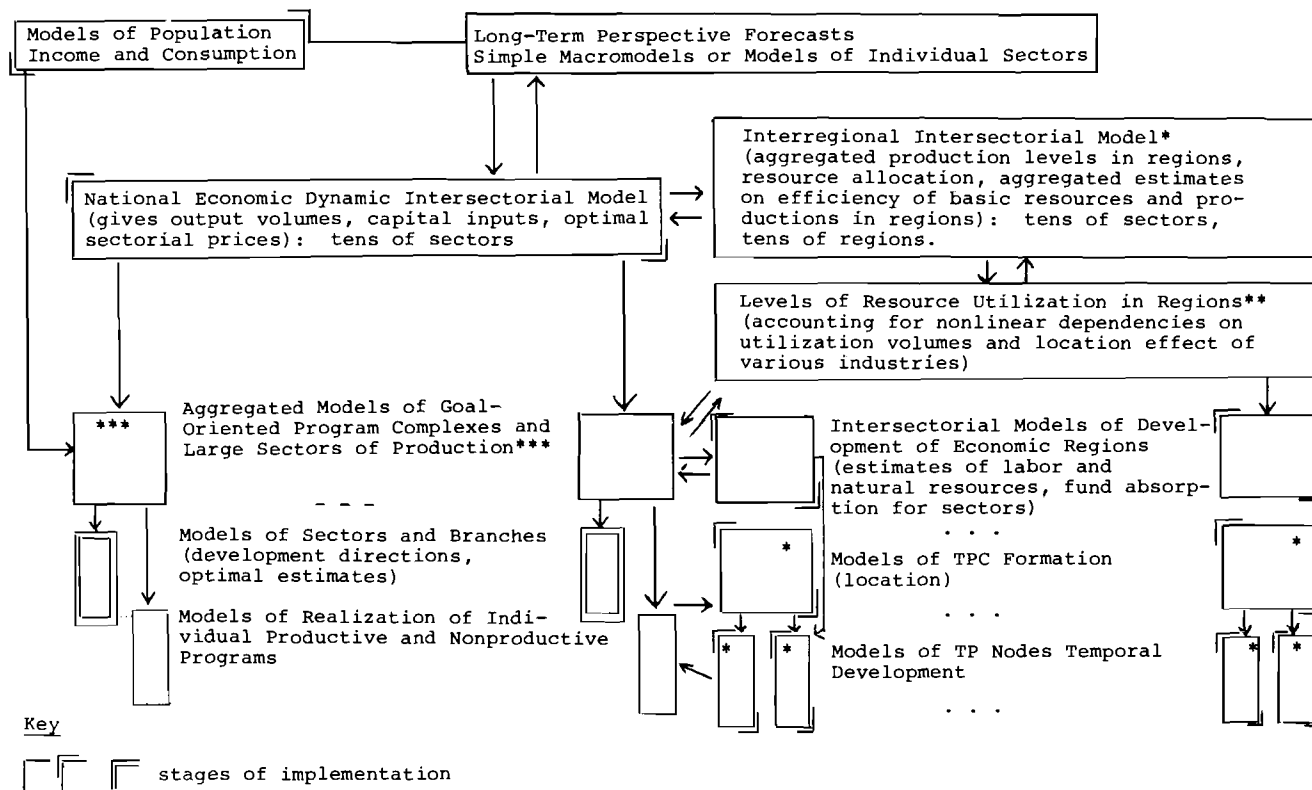 Models of Population
Income and Consumption
Long-Term Perspective Forecasts
Simple Macromodels or Models of Individual Sectors
Interregional Intersectorial Model*
(aggregated production levels in regions,
resource allocation, aggregated estimates
on efficiency of basic resources and pro-
ductions in regions): tens of sectors,
tens of regions.
National Economic Dynamic Intersectorial Model
(gives output volumes, capital inputs, optimal
sectorial prices): tens of sectors
Levels of Resource Utilization in Regions**
(accounting for nonlinear dependencies on
utilization volumes and location effect of
various industries)
***
Aggregated Models of Goal-
Oriented Program Complexes and
Large Sectors of Production***
- - -
Models of Sectors and Branches
(development directions,
optimal estimates)
Models of Realization of Indi-
vidual Productive and Nonproductive
Programs
Intersectorial Models of Devel-
opment of Economic Regions
(estimates of labor and
natural resources, fund absorp-
tion for sectors)
. . .
*
Models of TPC Formation
(location)
*
. . .
* *
Models of TP Nodes Temporal
Development
* *
. . .
Key
stages of implementation